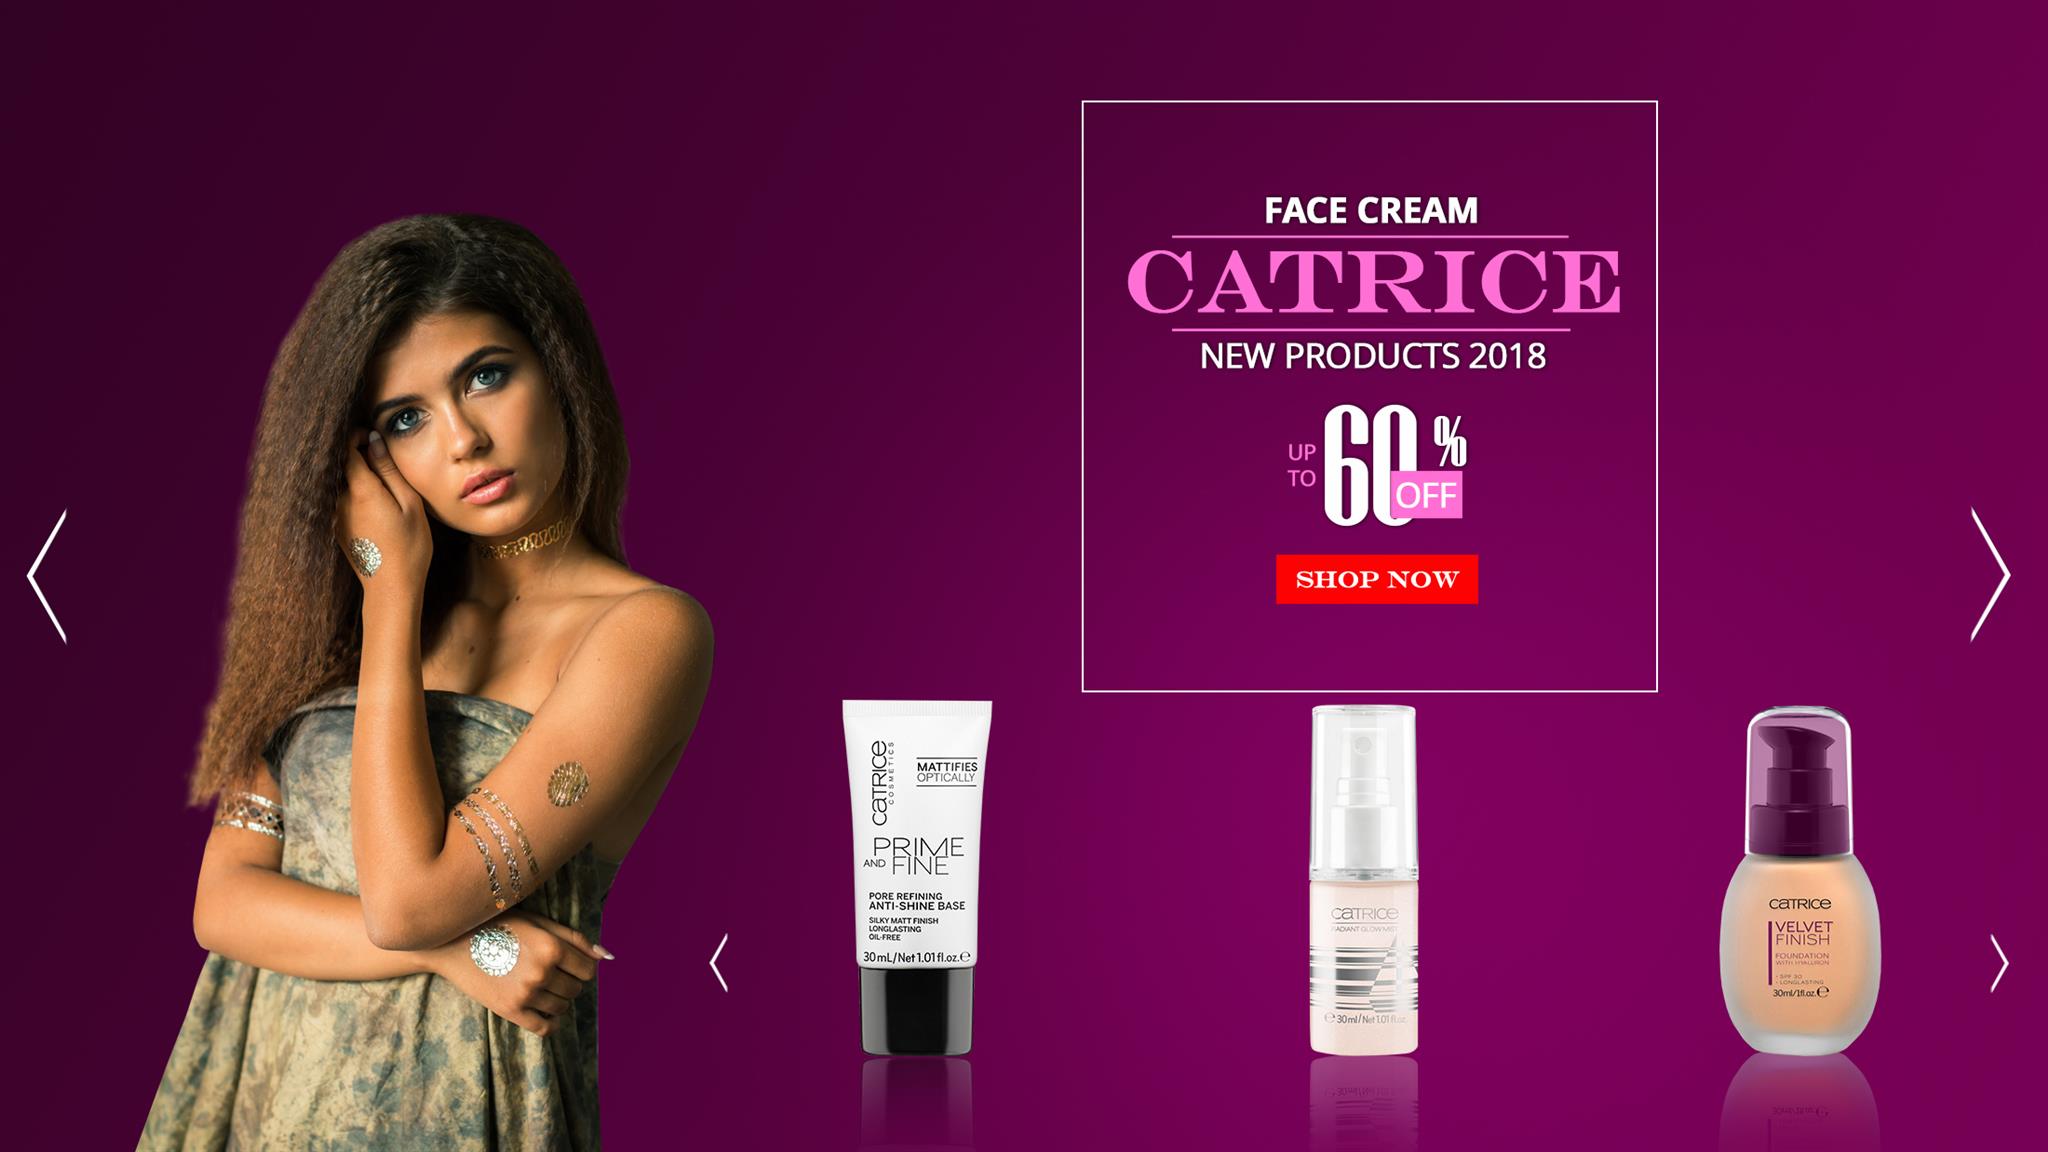 FACE CREAM
CATRICE
NEW PRODUCTS 2018
UP
TO
60%
OFF
SHOP NOW
CATRICE
COSMETICS
MATTIFIES
OPTICALLY
PRIME
AND FINE
PORE REFINING
ANTI-SHINE BASE
SILKY MATT FINISH
LONGLASTING
OIL-FREE
30 mL/Net 1.01 fl.oz.℮
CATRICE
RADIANT GLOW MIST
℮ 30 ml / Net 1.01 fl.oz.
CATRICE
VELVET
FINISH
FOUNDATION
WITH HYALURON
- SPF 30
- LONGLASTING
30ml/1fl.oz.℮